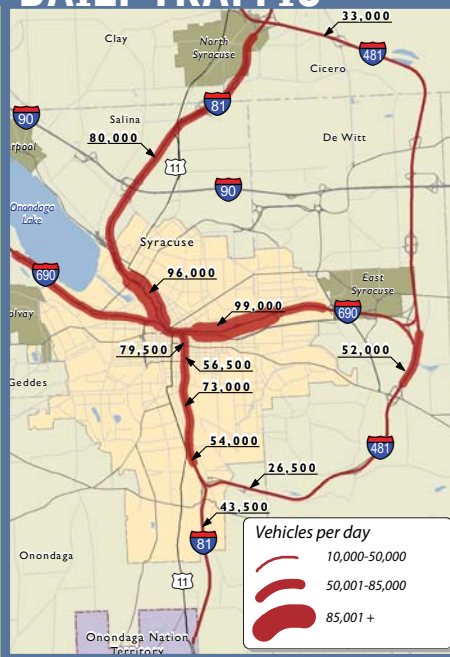 DAILY TRAFFIC
33,000
Clay
North
Syracuse
481
Cicero
81
90
Salina
80,000
De Witt
rpool
11
90
Onondaga
Lake
Syracuse
690
96,000
East
Syracuse
99,000
690
olvay
79,500
56,500
52,000
Geddes
73,000
54,000
481
26,500
43,500
81
Vehicles per day
10,000-50,000
50,001-85,000
85,001 +
Onondaga
11
Onondaga Nation
Territory